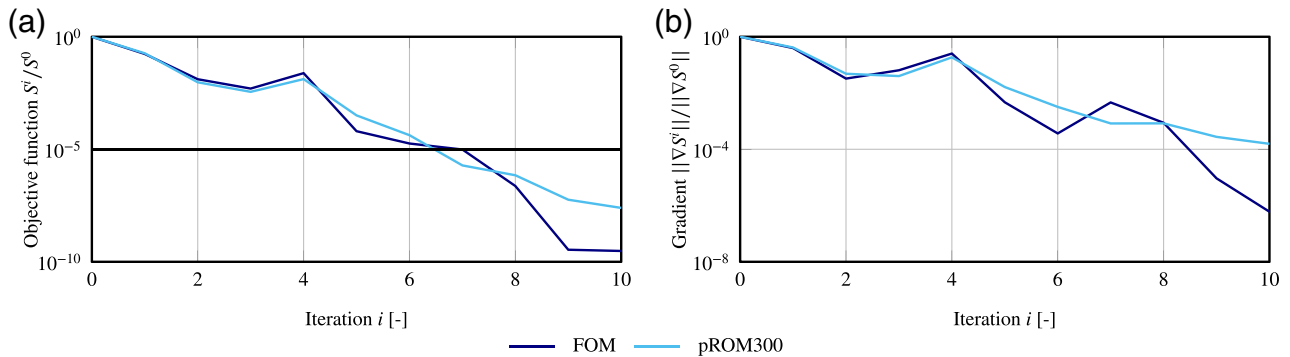 (a)
Objective function S^i/S^0
10^0
10^-5
10^-10
0 2 4 6 8 10
Iteration i [-]
(b)
Gradient ||∇S^i||/||∇S^0||
10^0
10^-4
10^-8
0 2 4 6 8 10
Iteration i [-]
FOM pROM300